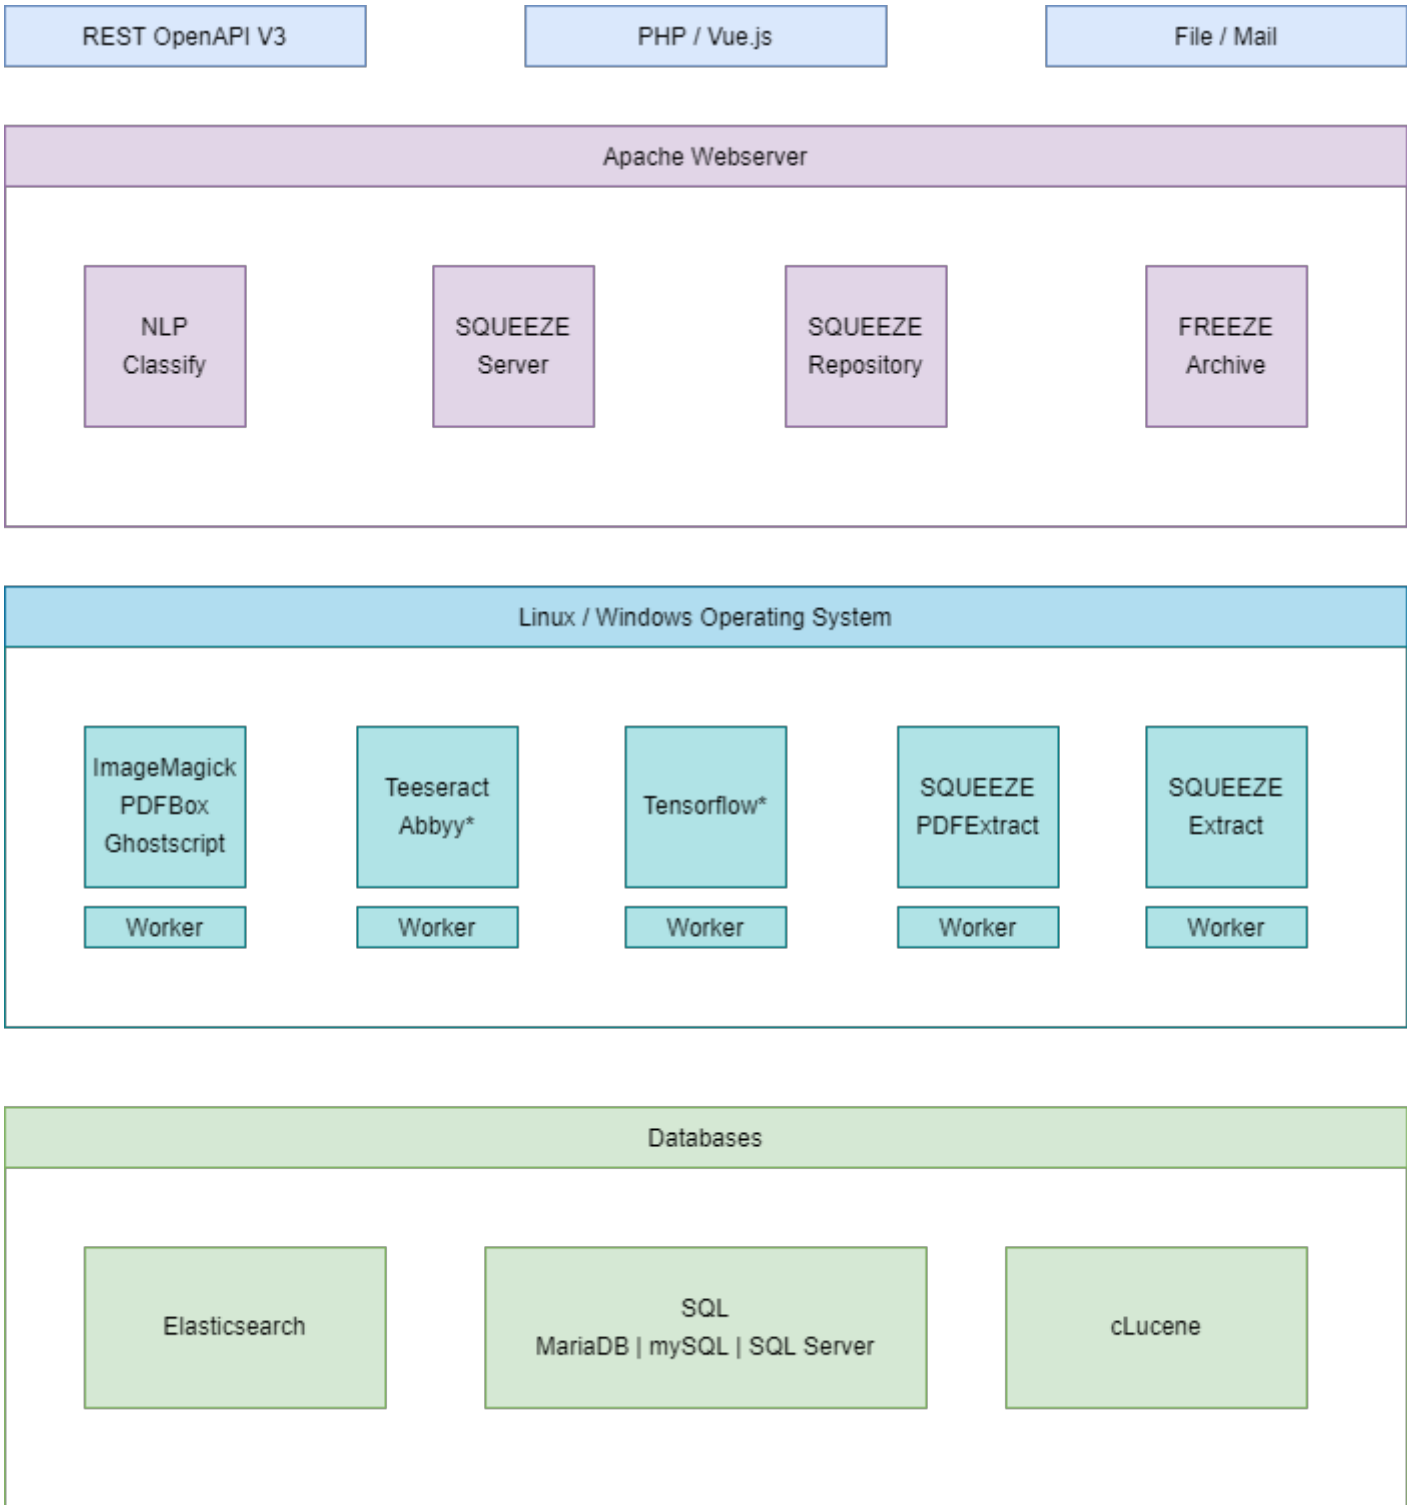 REST OpenAPI V3
PHP / Vue.js
File / Mail
Apache Webserver
NLP
Classify
SQUEEZE
Server
SQUEEZE
Repository
FREEZE
Archive
Linux / Windows Operating System
ImageMagick
PDFBox
Ghostscript
Teeseract
Abbyy*
Tensorflow*
SQUEEZE
PDFExtract
SQUEEZE
Extract
Worker
Worker
Worker
Worker
Worker
Databases
Elasticsearch
SQL
MariaDB | mySQL | SQL Server
cLucene